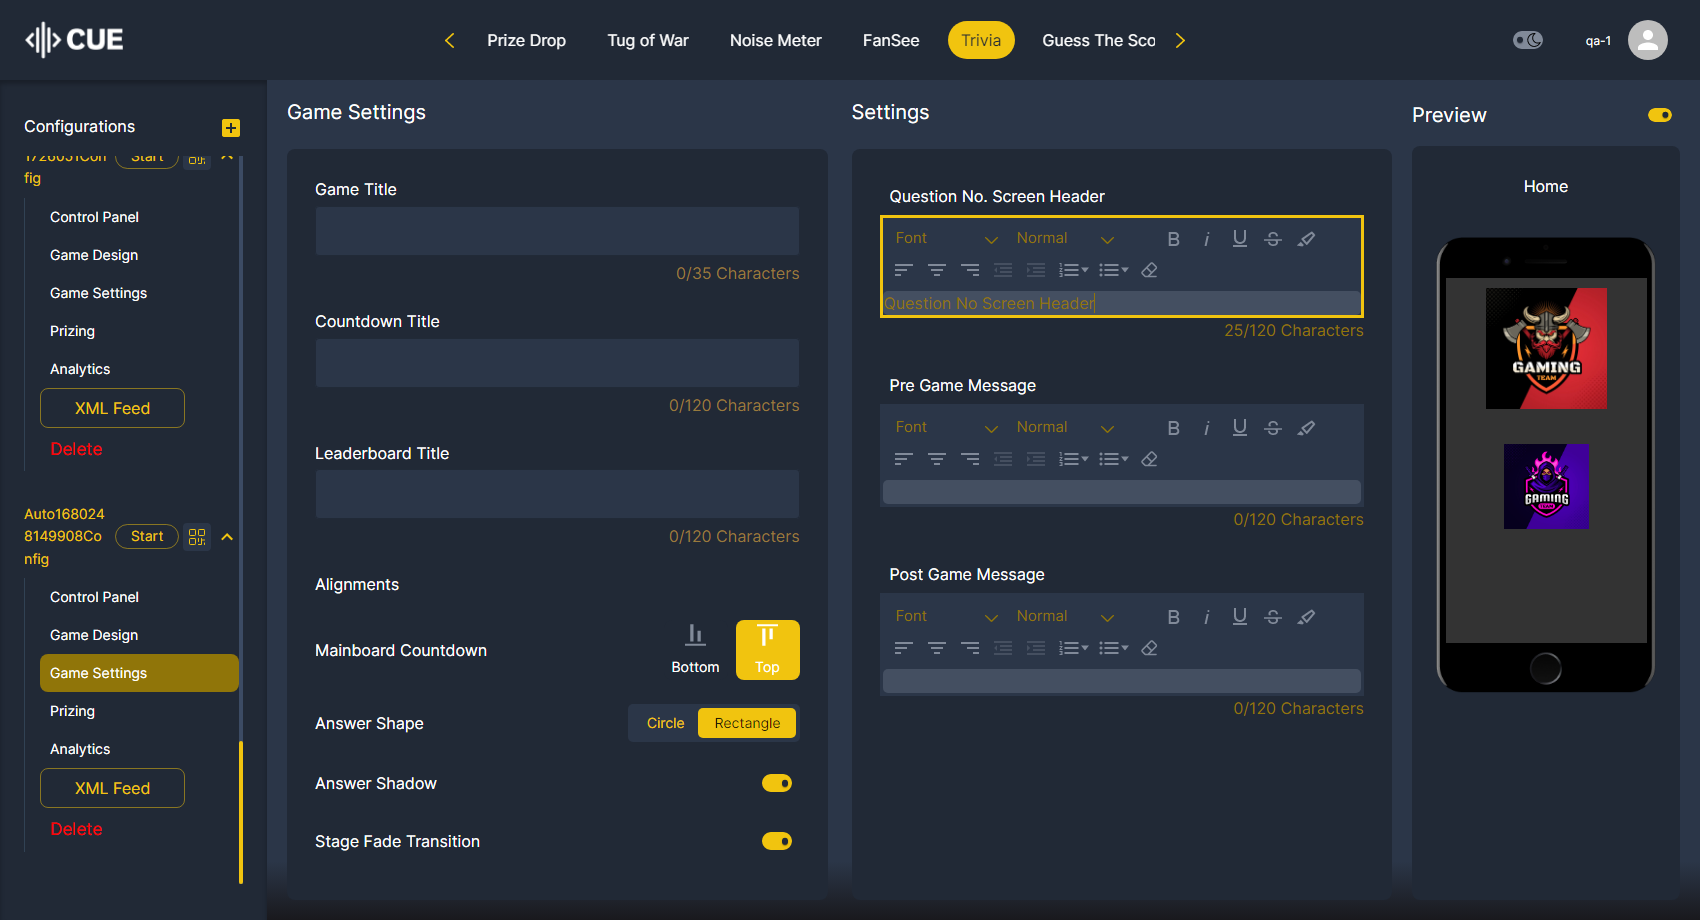 CUE
Prize Drop
Tug of War
Noise Meter
FanSee
Trivia
Guess The Sco
qa-1
Configurations
1726051Con
fig
Start
Control Panel
Game Design
Game Settings
Prizing
Analytics
XML Feed
Delete
Auto168024
8149908Co
nfig
Start
Control Panel
Game Design
Game Settings
Prizing
Analytics
XML Feed
Delete
Game Settings
Game Title
0/35 Characters
Countdown Title
0/120 Characters
Leaderboard Title
0/120 Characters
Alignments
Mainboard Countdown
Bottom
Top
Answer Shape
Circle
Rectangle
Answer Shadow
Stage Fade Transition
Settings
Question No. Screen Header
Font
Normal
B i U S
Question No Screen Header
25/120 Characters
Pre Game Message
Font
Normal
B i U S
0/120 Characters
Post Game Message
Font
Normal
B i U S
0/120 Characters
Preview
Home
GAMING
TEAM
GAMING
TEAM